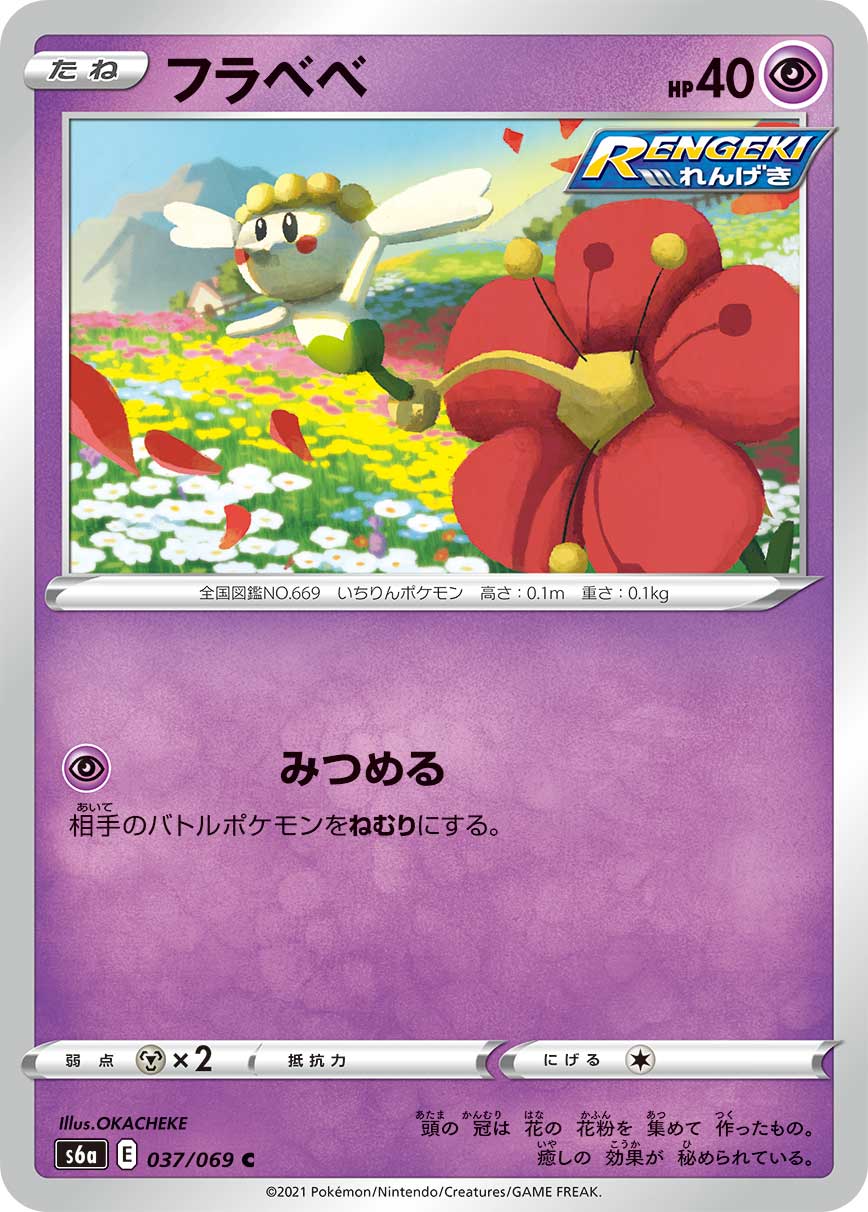 たね フラベベ HP40
RENGEKI
れんげき
全国図鑑NO.669 いちりんポケモン 高さ：0.1m 重さ：0.1kg
みつめる
あいて
相手のバトルポケモンをねむりにする。
弱点 ×2 抵抗力 にげる
Illus.OKACHEKE
あたま かんむり はな かふん あつ つく
頭の 冠は 花の 花粉を 集めて 作ったもの。
いや こうか ひ
癒しの 効果が 秘められている。
s6a E 037/069 C
©2021 Pokémon/Nintendo/Creatures/GAME FREAK.